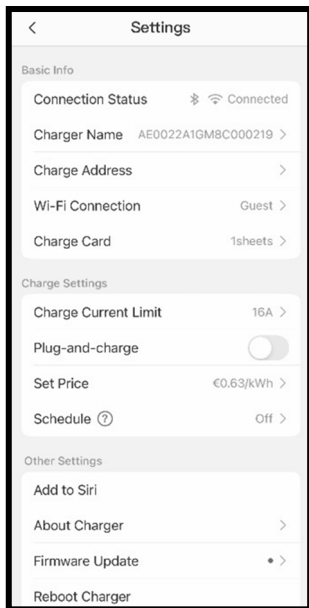 Settings
Basic Info
Connection Status Connected
Charger Name AE0022A1GM8C000219
Charge Address
Wi-Fi Connection Guest
Charge Card 1sheets
Charge Settings
Charge Current Limit 16A
Plug-and-charge
Set Price €0.63/kWh
Schedule ? Off
Other Settings
Add to Siri
About Charger
Firmware Update
Reboot Charger